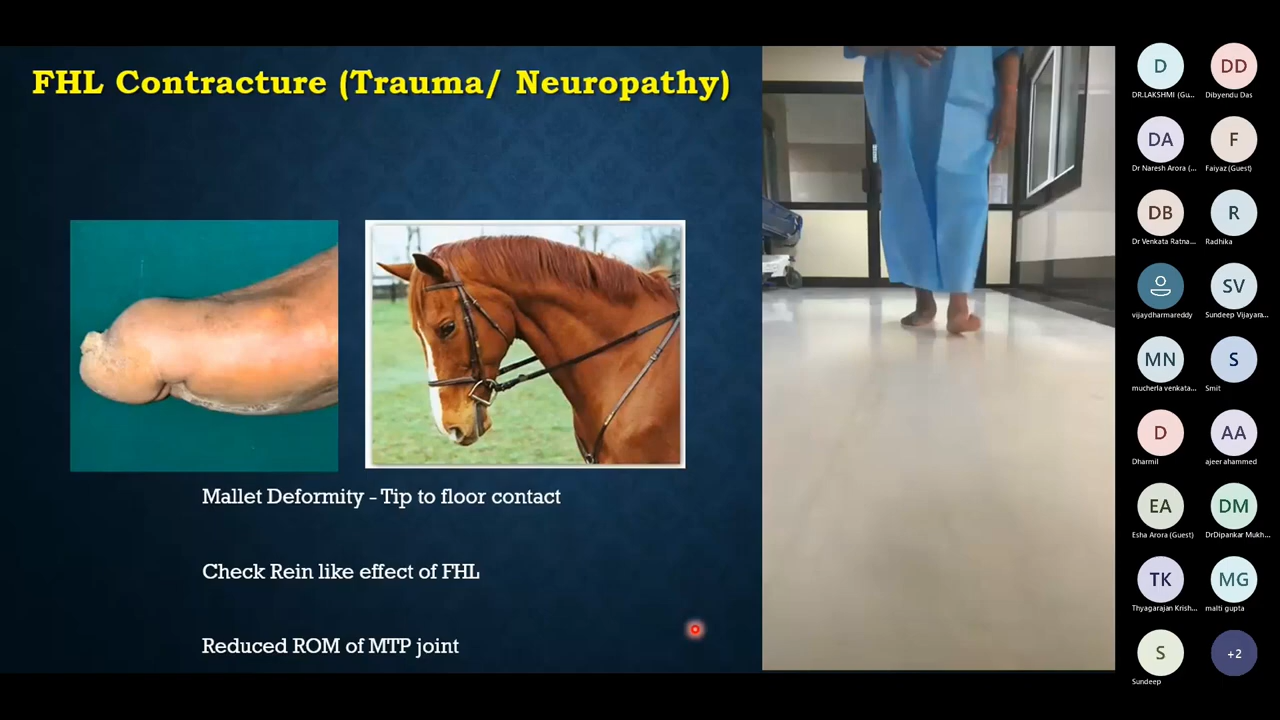 FHL Contracture (Trauma/ Neuropathy)
Mallet Deformity - Tip to floor contact
Check Rein like effect of FHL
Reduced ROM of MTP joint
D
DR.LAKSHMI (Gu...
DD
Dibyendu Das
DA
Dr Naresh Arora (...
F
Faiyaz (Guest)
DB
Dr Venkata Ratna...
R
Radhika
vijaydharmareddy
SV
Sundeep Vijayara...
MN
mucherla venkata...
S
Smit
D
Dharmil
AA
ajeer ahammed
EA
Esha Arora (Guest)
DM
DrDipankar Mukh...
TK
Thyagarajan Krish...
MG
malti gupta
S
Sundeep
+2